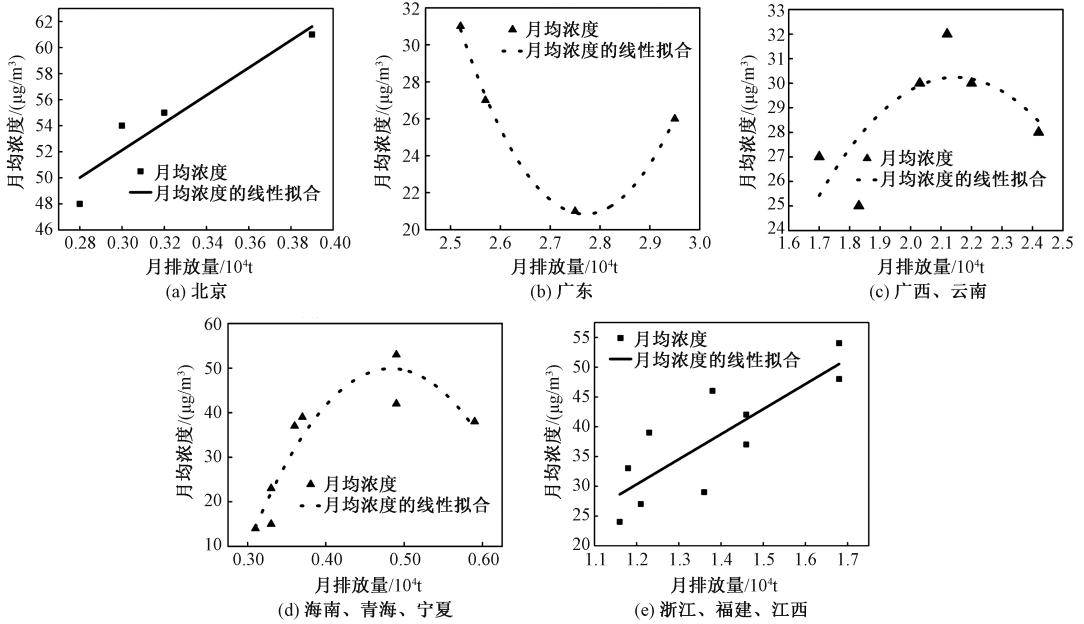 62
60
58
56
54
52
50
48
46
月均浓度/(μg/m³)
月均浓度
月均浓度的线性拟合
0.28 0.30 0.32 0.34 0.36 0.38 0.40
月排放量/10⁴t
(a) 北京
32
30
28
26
24
22
20
月均浓度/(μg/m³)
月均浓度
月均浓度的线性拟合
2.5 2.6 2.7 2.8 2.9 3.0
月排放量/10⁴t
(b) 广东
33
32
31
30
29
28
27
26
25
24
月均浓度/(μg/m³)
月均浓度
月均浓度的线性拟合
1.6 1.7 1.8 1.9 2.0 2.1 2.2 2.3 2.4 2.5
月排放量/10⁴t
(c) 广西、云南
60
50
40
30
20
10
月均浓度/(μg/m³)
月均浓度
月均浓度的线性拟合
0.30 0.40 0.49 0.60
月排放量/10⁴t
(d) 海南、青海、宁夏
55
50
45
40
35
30
25
20
月均浓度/(μg/m³)
月均浓度
月均浓度的线性拟合
1.1 1.2 1.3 1.4 1.5 1.6 1.7
月排放量/10⁴t
(e) 浙江、福建、江西